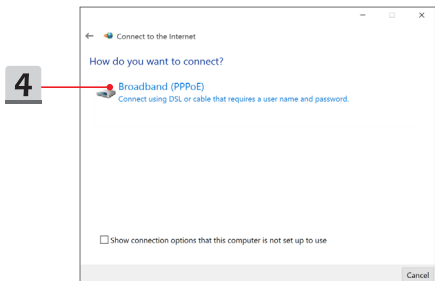 Connect to the Internet
How do you want to connect?
4
Broadband (PPPoE)
Connect using DSL or cable that requires a user name and password.
Show connection options that this computer is not set up to use
Cancel